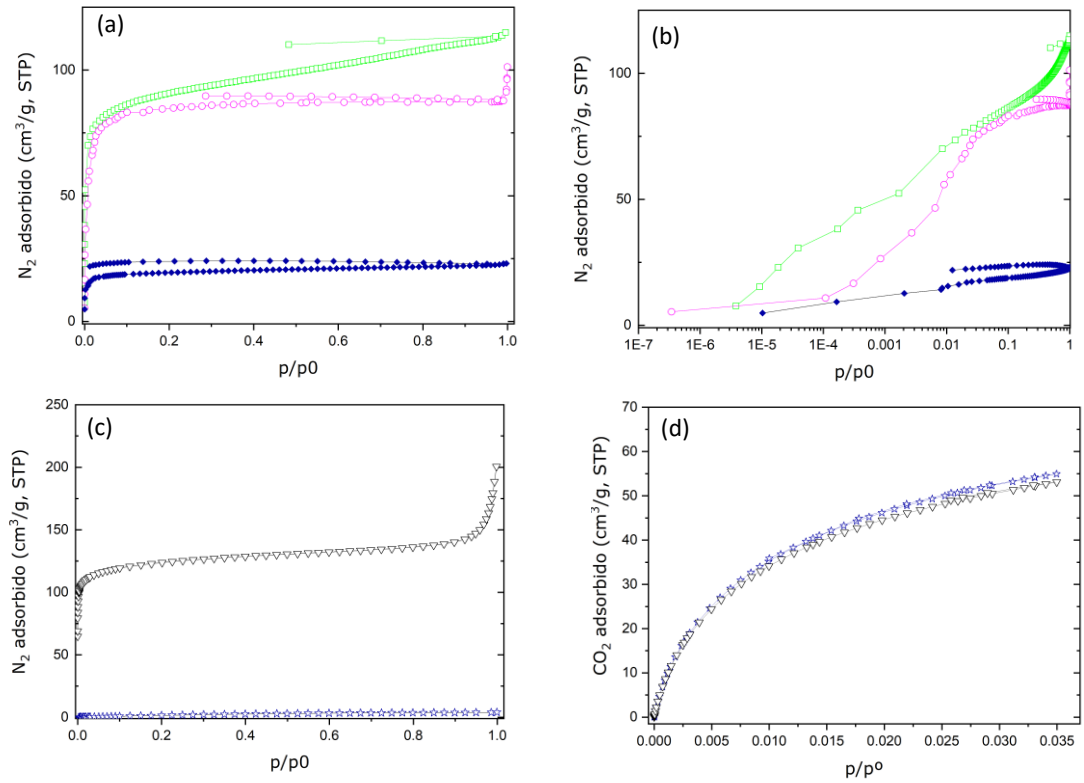 (a)
N₂ adsorbido (cm³/g, STP)
100
50
0
0.0 0.2 0.4 0.6 0.8 1.0
p/p0
(b)
N₂ adsorbido (cm³/g, STP)
100
50
0
1E-7 1E-6 1E-5 1E-4 0.001 0.01 0.1 1
p/p0
(c)
N₂ adsorbido (cm³/g, STP)
250
200
150
100
50
0
0.0 0.2 0.4 0.6 0.8 1.0
p/p0
(d)
CO₂ adsorbido (cm³/g, STP)
70
60
50
40
30
20
10
0
0.000 0.005 0.010 0.015 0.020 0.025 0.030 0.035
p/pº